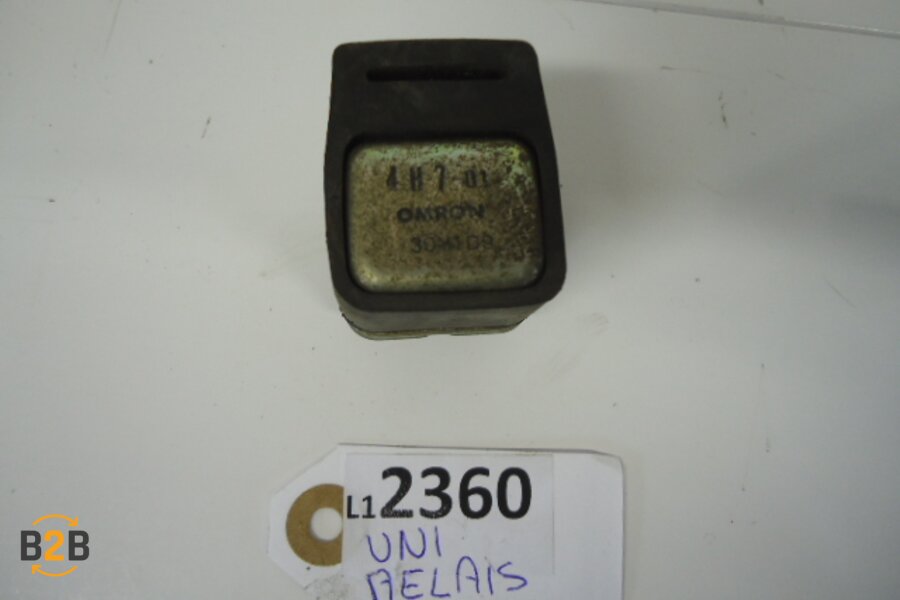 4H7-01
OMRON
L1 2360
UNI
RELAIS
B2B